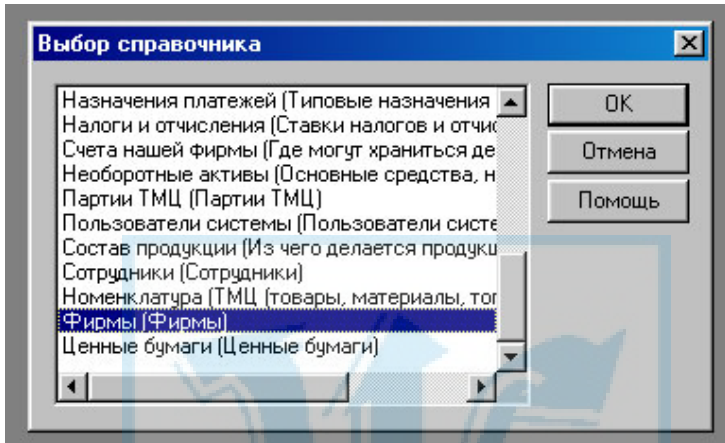 Выбор справочника
Назначения платежей (Типовые назначения
Налоги и отчисления (Ставки налогов и отчис
Счета нашей фирмы (Где могут храниться де
Необоротные активы (Основные средства, н
Партии ТМЦ (Партии ТМЦ)
Пользователи системы (Пользователи систе
Состав продукции (Из чего делается продукц
Сотрудники (Сотрудники)
Номенклатура (ТМЦ (товары, материалы, тог
Фирмы (Фирмы)
Ценные бумаги (Ценные бумаги)
OK
Отмена
Помощь